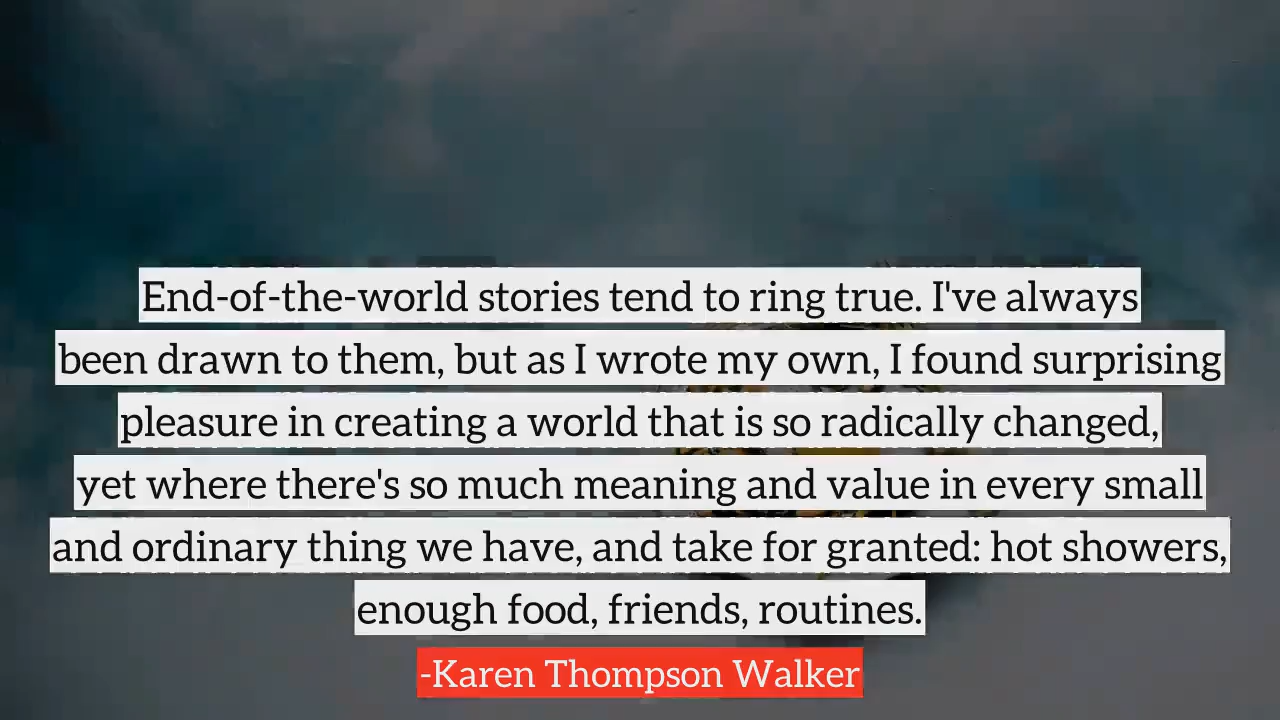 End-of-the-world stories tend to ring true. I've always
been drawn to them, but as I wrote my own, I found surprising
pleasure in creating a world that is so radically changed,
yet where there's so much meaning and value in every small
and ordinary thing we have, and take for granted: hot showers,
enough food, friends, routines.
-Karen Thompson Walker